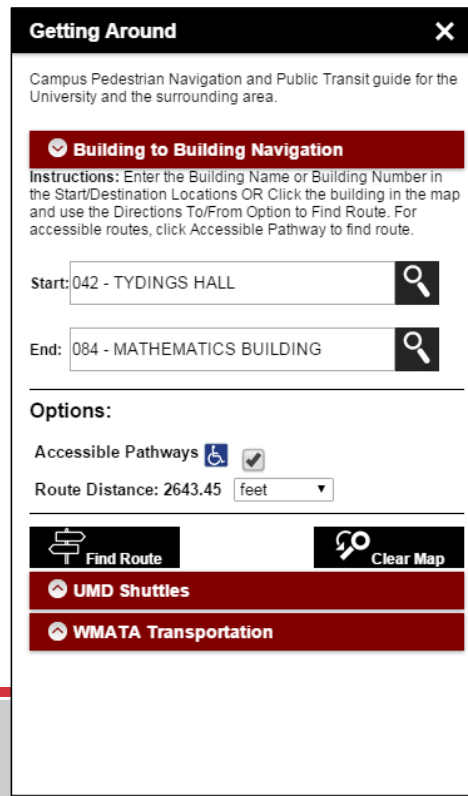 Getting Around
Campus Pedestrian Navigation and Public Transit guide for the
University and the surrounding area.
Building to Building Navigation
Instructions: Enter the Building Name or Building Number in
the Start/Destination Locations OR Click the building in the map
and use the Directions To/From Option to Find Route. For
accessible routes, click Accessible Pathway to find route.
Start: 042 - TYDINGS HALL
End: 084 - MATHEMATICS BUILDING
Options:
Accessible Pathways
Route Distance: 2643.45 feet
Find Route Clear Map
UMD Shuttles
WMATA Transportation